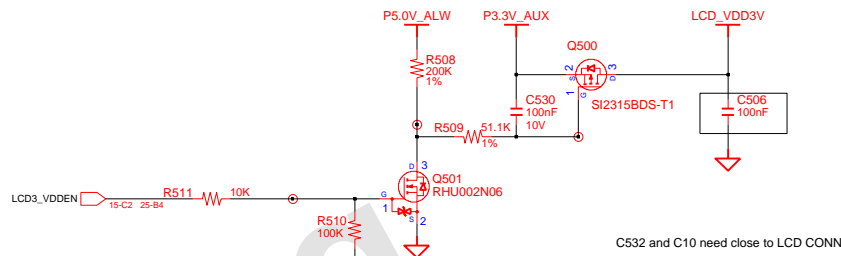 P5.0V_ALW P3.3V_AUX LCD_VDD3V
Q500
R508
200K
1%
2 3
S D
1 G
C530
100nF
10V
SI2315BDS-T1
C506
100nF
R509 51.1K
1%
D 3
Q501
RHU002N06
LCD3_VDDEN R511 10K
15-C2 25-B4
G
1 S 2
R510
100K
C532 and C10 need close to LCD CONN